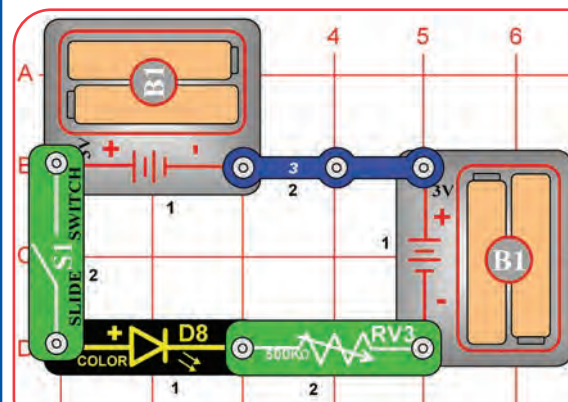 4 5 6
A
B1
B 3V + - 3
1 2 3V
+
C S1 SLIDE SWITCH 1 B1
2 -
D + D8 RV3
COLOR 500KΩ
1 2